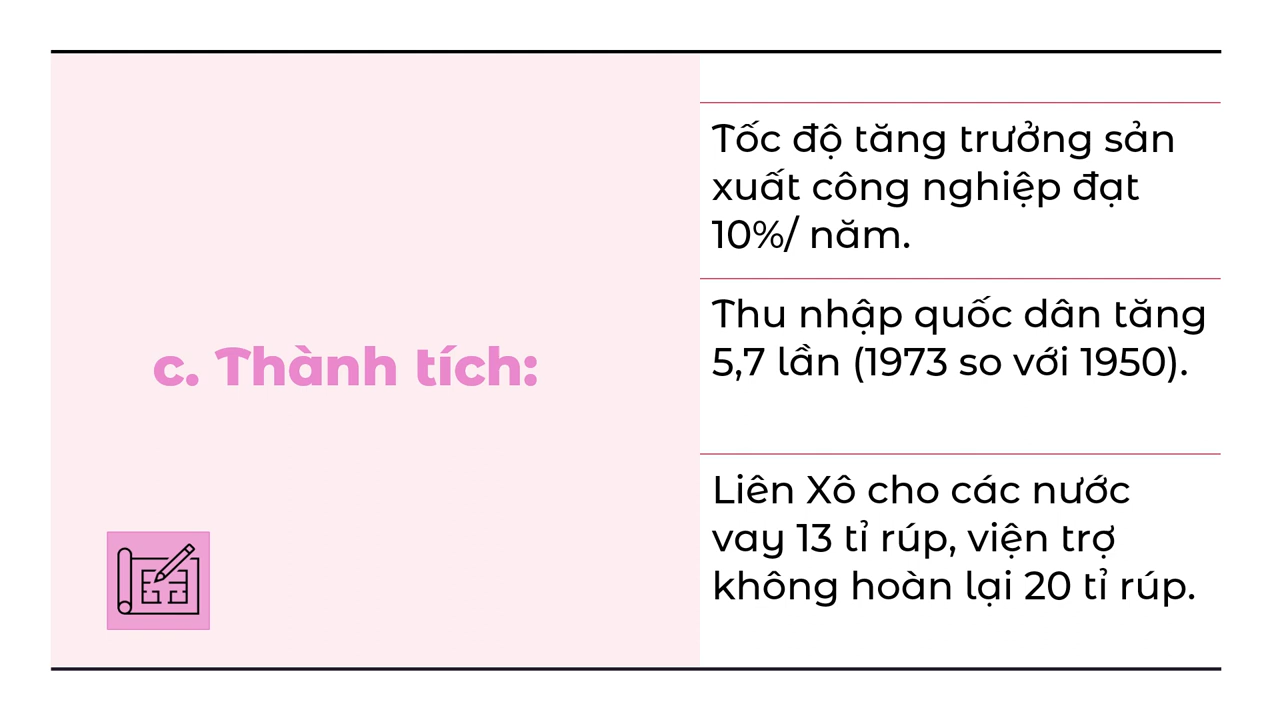 c. Thành tích:
Tốc độ tăng trưởng sản
xuất công nghiệp đạt
10%/ năm.
Thu nhập quốc dân tăng
5,7 lần (1973 so với 1950).
Liên Xô cho các nước
vay 13 tỉ rúp, viện trợ
không hoàn lại 20 tỉ rúp.